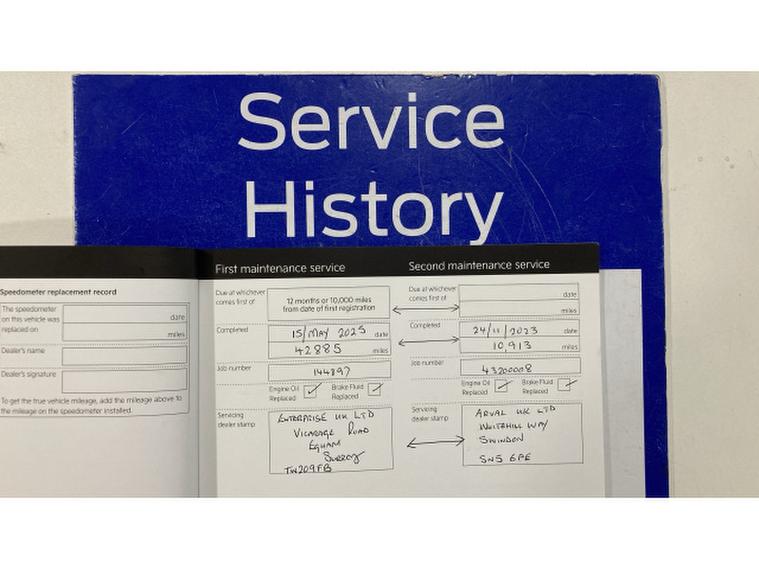 Service
History
Speedometer replacement record
The speedometer
on this vehicle was
replaced on
date
miles
Dealer's name
Dealer's signature
To get the true vehicle mileage, add the mileage above to
the mileage on the speedometer installed.
First maintenance service
Due at whichever
comes first of
12 months or 10,000 miles
from date of first registration
Completed
15/MAY 2025 date
42885 miles
Job number
144897
Engine Oil
Replaced
Brake Fluid
Replaced
Servicing
dealer stamp
ENTERPRISE UK LTD
VICARAGE ROAD
EGHAM
SURREY
TW209FB
Second maintenance service
Due at whichever
comes first of
date
miles
Completed
24/11/2023 date
10,913 miles
Job number
43200008
Engine Oil
Replaced
Brake Fluid
Replaced
Servicing
dealer stamp
ARVAL UK LTD
WHITEHILL WAY
SWINDON
SN5 6PE